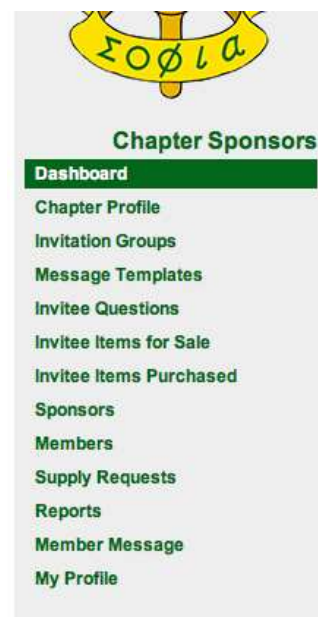 σοφια
Chapter Sponsors
Dashboard
Chapter Profile
Invitation Groups
Message Templates
Invitee Questions
Invitee Items for Sale
Invitee Items Purchased
Sponsors
Members
Supply Requests
Reports
Member Message
My Profile